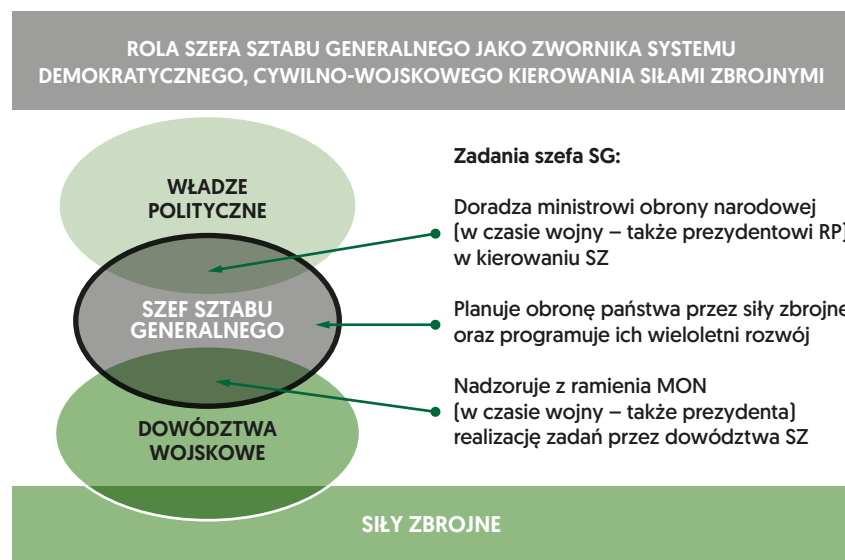 ROLA SZEFA SZTABU GENERALNEGO JAKO ZWORNIKA SYSTEMU
DEMOKRATYCZNEGO, CYWILNO-WOJSKOWEGO KIEROWANIA SIŁAMI ZBROJNYMI
WŁADZE
POLITYCZNE
SZEF SZTABU
GENERALNEGO
DOWÓDZTWA
WOJSKOWE
Zadania szefa SG:
Doradza ministrowi obrony narodowej
(w czasie wojny – także prezydentowi RP)
w kierowaniu SZ
Planuje obronę państwa przez siły zbrojne
oraz programuje ich wieloletni rozwój
Nadzoruje z ramienia MON
(w czasie wojny – także prezydenta)
realizację zadań przez dowództwa SZ
SIŁY ZBROJNE